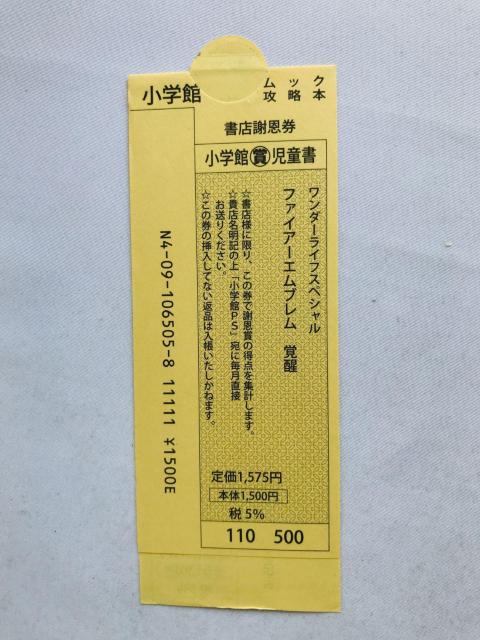 小学館
ムック
攻略本
書店謝恩券
小学館 賞 児童書
ワンダーライフスペシャル
ファイアーエムブレム 覚醒
☆書店様に限り、この券で謝恩賞の得点を集計します。
☆貴店名明記の上「小学館PS」宛に毎月直接
お送りください。
☆この券の挿入してない返品は入帳いたしかねます。
定価1,575円
本体1,500円
税5%
110 500
N4-09-106505-8 11111 ¥1500E